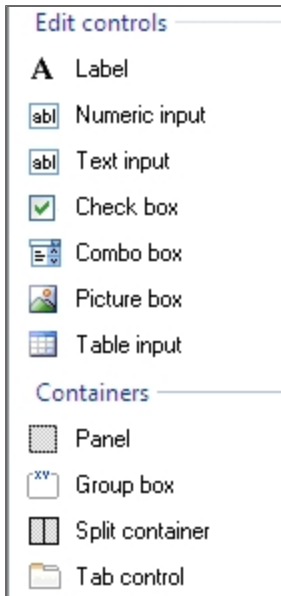 Edit controls
A Label
abl Numeric input
abl Text input
Check box
Combo box
Picture box
Table input
Containers
Panel
XY Group box
Split container
Tab control